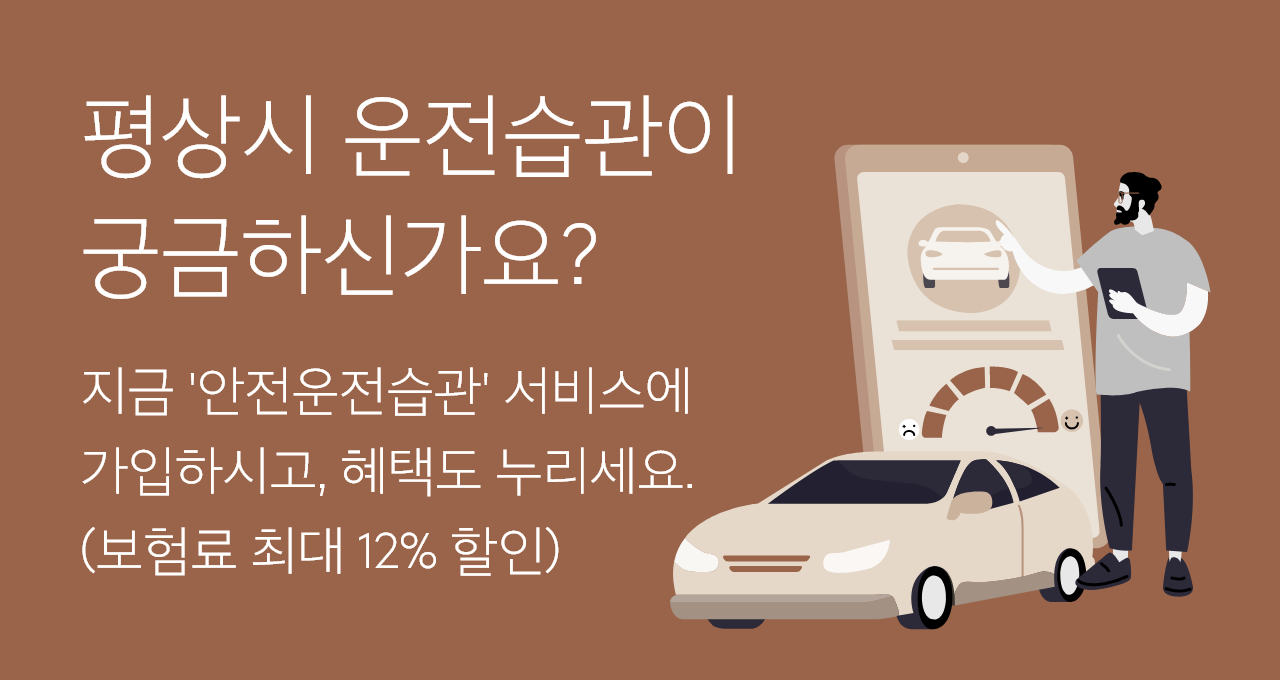 평상시 운전습관이
궁금하신가요?
지금 '안전운전습관' 서비스에
가입하시고, 혜택도 누리세요.
(보험료 최대 12% 할인)